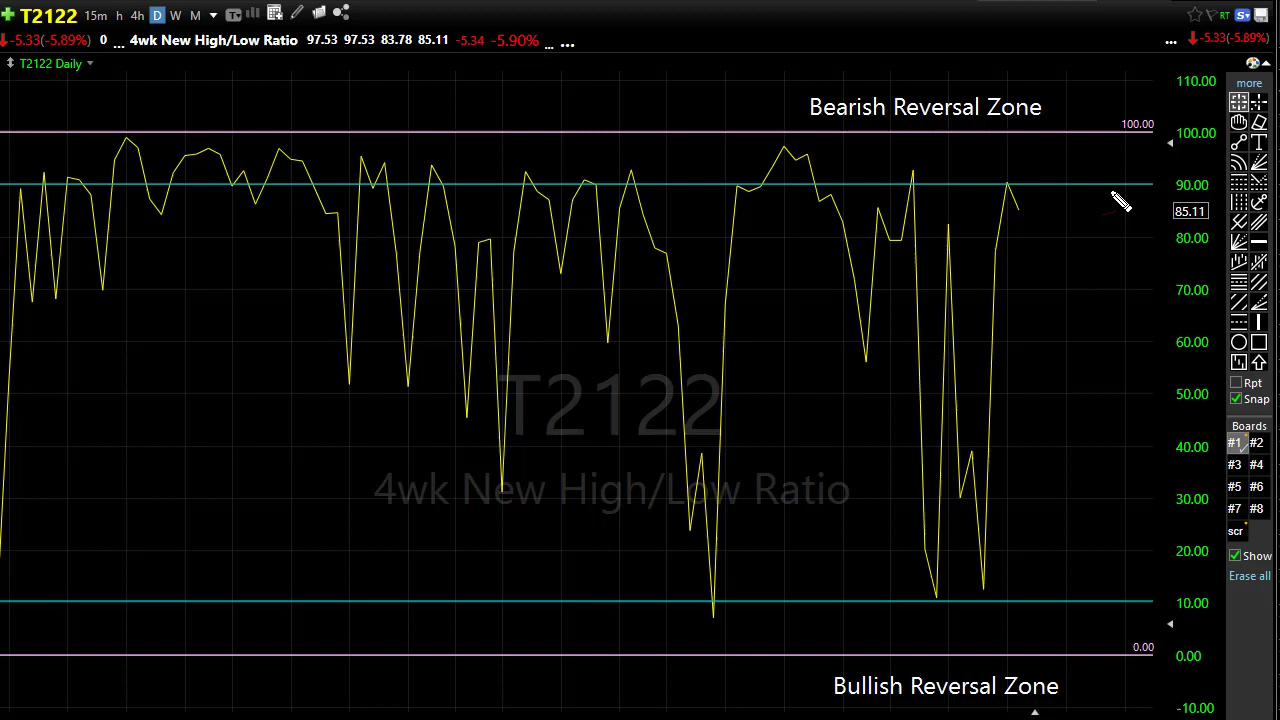 T2122 15m h 4h D W M T RT S
-5.33(-5.89%) 0 ... 4wk New High/Low Ratio 97.53 97.53 83.78 85.11 -5.34 -5.90% ... ... ... -5.33(-5.89%)
T2122 Daily
more
110.00
Bearish Reversal Zone
100.00
100.00
90.00
85.11
80.00
70.00
60.00
50.00
40.00
30.00
20.00
10.00
0.00
0.00
-10.00
T2122
4wk New High/Low Ratio
Bullish Reversal Zone
T
Rpt
Snap
Boards
#1 #2
#3 #4
#5 #6
#7 #8
scr
Show
Erase all